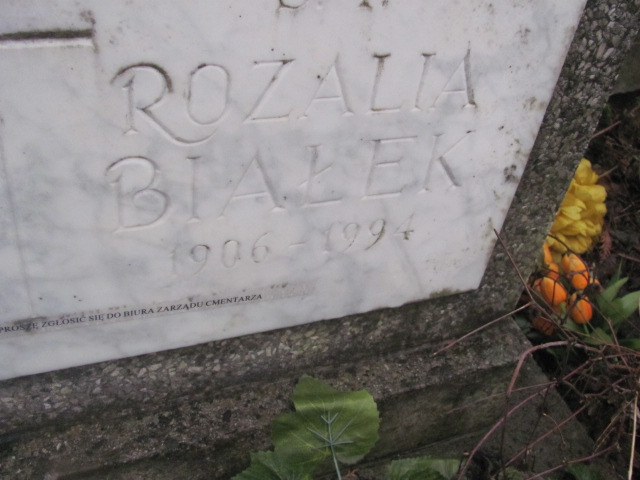 Ś. P.
ROZALIA
BIAŁEK
1906 - 1994
PROSZĘ ZGŁOSIĆ SIĘ DO BIURA ZARZĄDU CMENTARZA